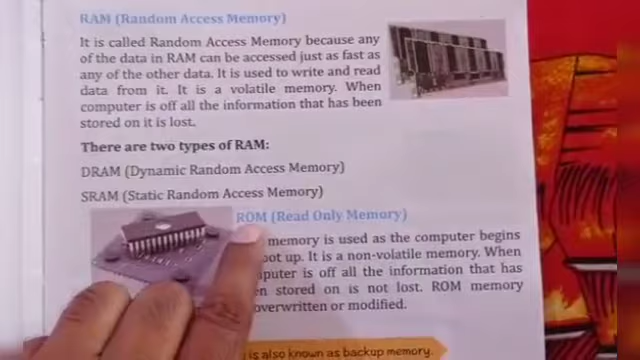 RAM (Random Access Memory)
It is called Random Access Memory because any
of the data in RAM can be accessed just as fast as
any of the other data. It is used to write and read
data from it. It is a volatile memory. When
computer is off all the information that has been
stored on it is lost.
There are two types of RAM:
DRAM (Dynamic Random Access Memory)
SRAM (Static Random Access Memory)
ROM (Read Only Memory)
memory is used as the computer begins
oot up. It is a non-volatile memory. When
puter is off all the information that has
en stored on is not lost. ROM memory
overwritten or modified.
is also known as backup memory.